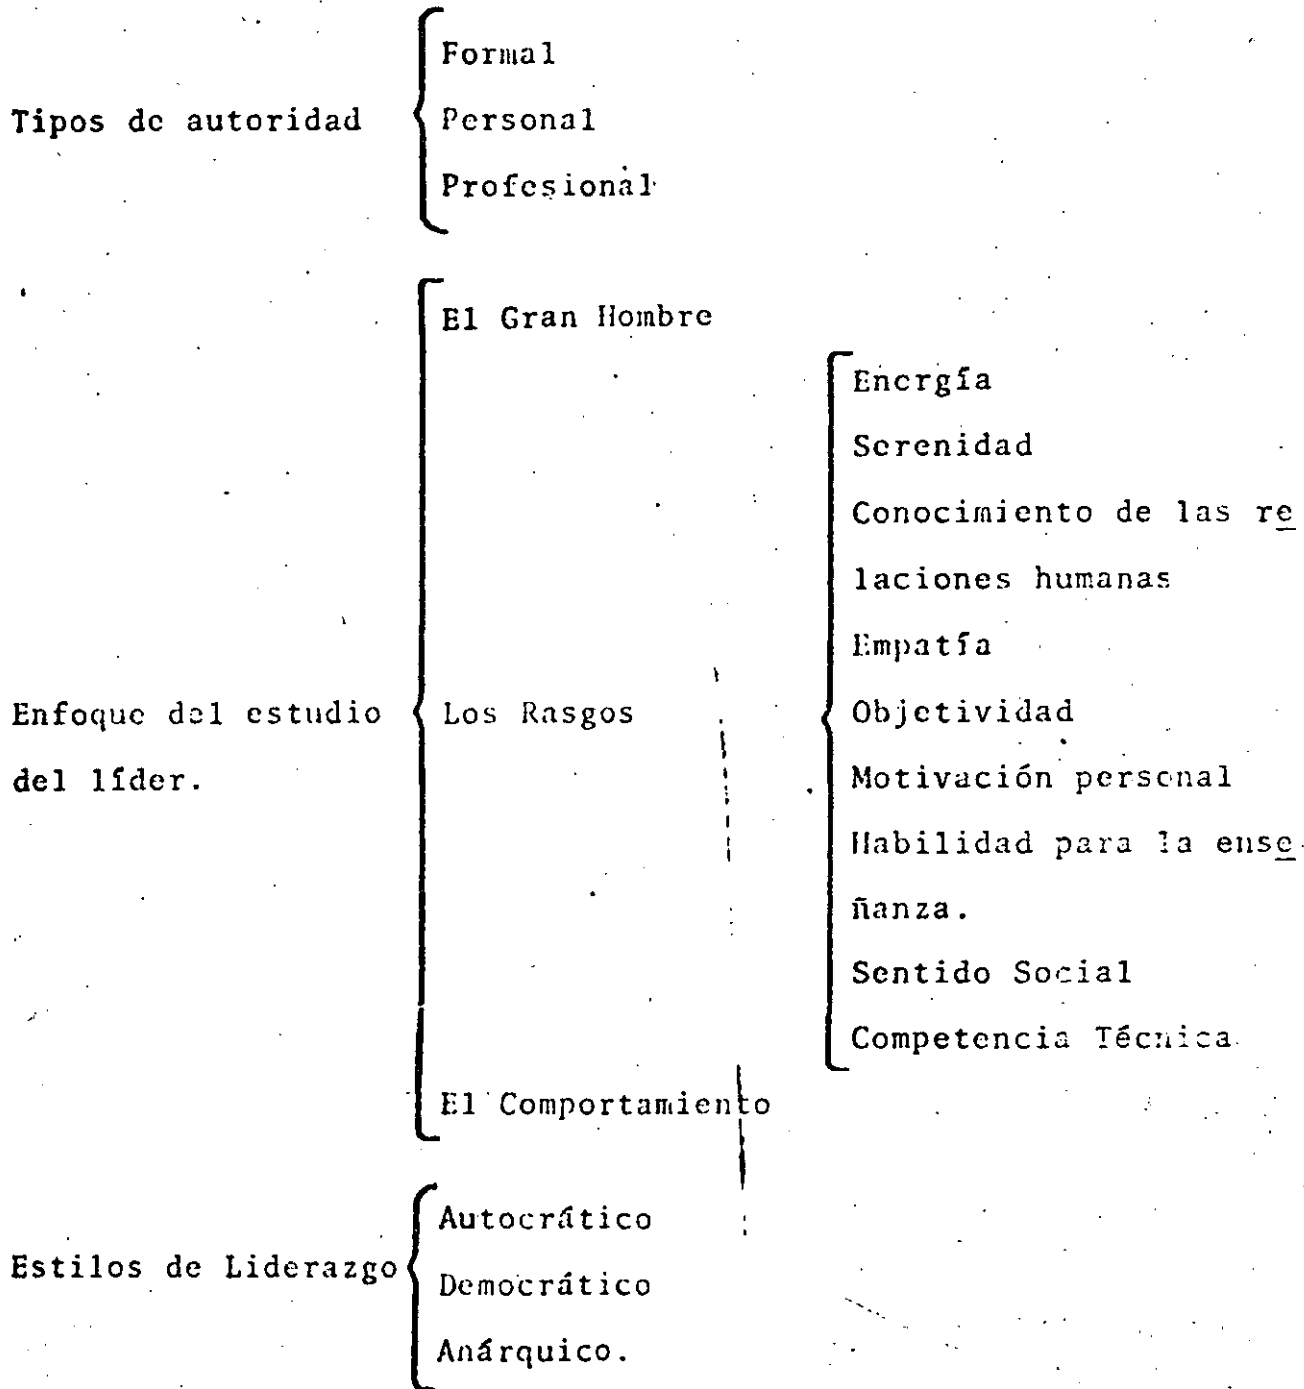 Formal
Tipos de autoridad
Personal
Profesional
El Gran Hombre
Energía
Serenidad
Conocimiento de las re
laciones humanas
Empatía
Enfoque del estudio
del líder.
Los Rasgos
Objetividad
Motivación personal
Habilidad para la ense
ñanza.
Sentido Social
Competencia Técnica
El Comportamiento
Estilos de Liderazgo
Autocrático
Democrático
Anárquico.